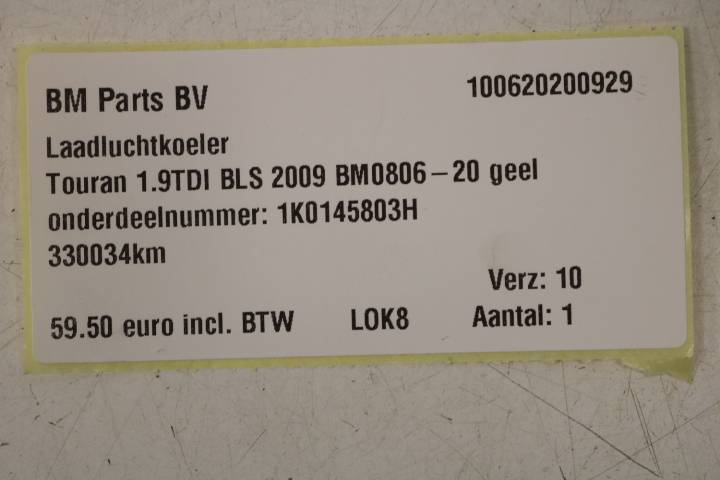 BM Parts BV 100620200929
Laadluchtkoeler
Touran 1.9TDI BLS 2009 BM0806-20 geel
onderdeelnummer: 1K0145803H
330034km
Verz: 10
59.50 euro incl. BTW LOK8 Aantal: 1